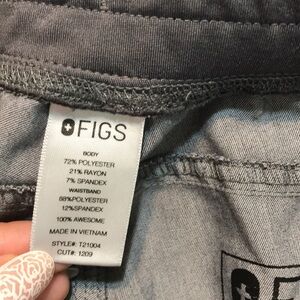 FIGS
BODY
72% POLYESTER
21% RAYON
7% SPANDEX
WAISTBAND
88%POLYESTER
12%SPANDEX
100% AWESOME
MADE IN VIETNAM
STYLE#: T21004
CUT#: 1209